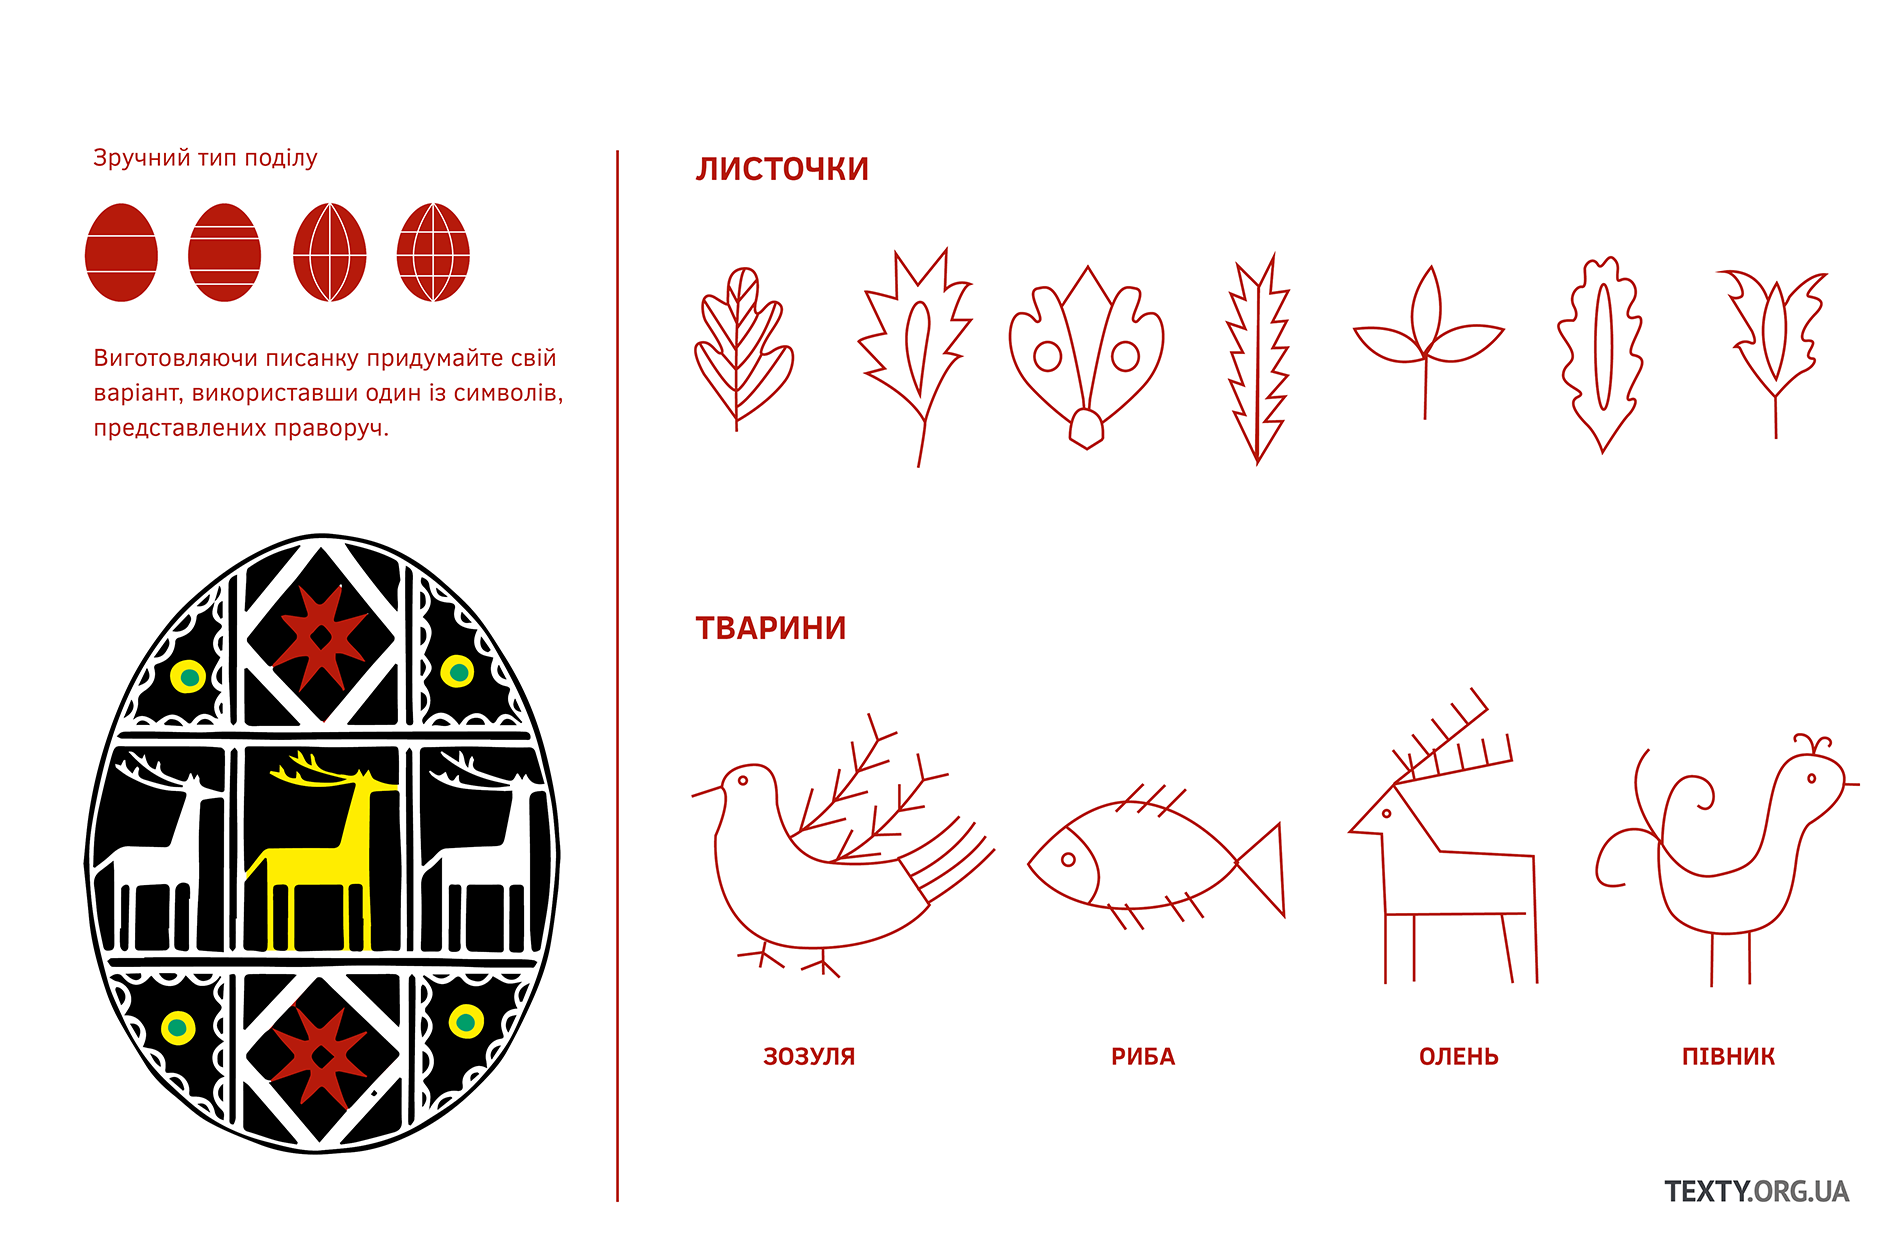 Зручний тип поділу
Виготовляючи писанку придумайте свій
варіант, використавши один із символів,
представлених праворуч.
ЛИСТОЧКИ
ТВАРИНИ
ЗОЗУЛЯ
РИБА
ОЛЕНЬ
ПІВНИК
TEXTY.ORG.UA